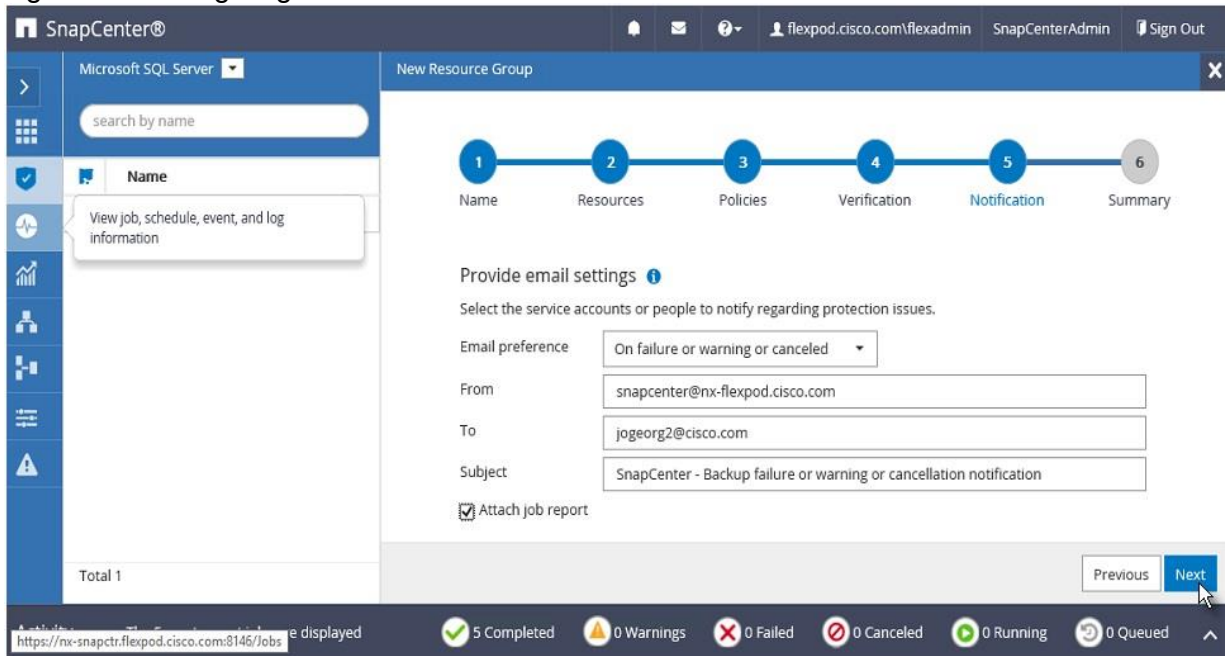 SnapCenter®
flexpod.cisco.com\flexadmin SnapCenterAdmin Sign Out
Microsoft SQL Server
search by name
Name
View job, schedule, event, and log
information
Total 1
New Resource Group
X
1 2 3 4 5 6
Name Resources Policies Verification Notification Summary
Provide email settings
Select the service accounts or people to notify regarding protection issues.
Email preference On failure or warning or canceled
From snapcenter@nx-flexpod.cisco.com
To jogeorg2@cisco.com
Subject SnapCenter - Backup failure or warning or cancellation notification
Attach job report
Previous Next
https://nx-snapctr.flexpod.cisco.com:8146/Jobs
displayed
5 Completed 0 Warnings 0 Failed 0 Canceled 0 Running 0 Queued